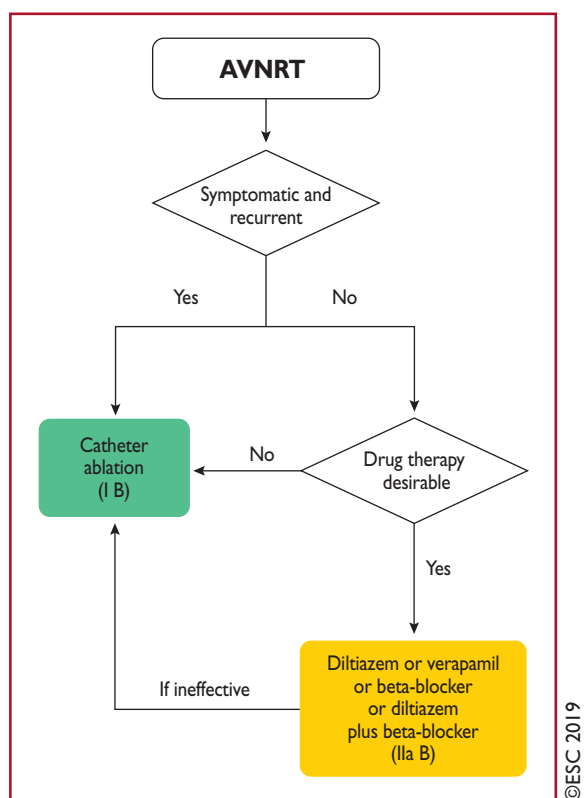 AVNRT
Symptomatic and
recurrent
Yes
No
Catheter
ablation
(I B)
No
Drug therapy
desirable
Yes
If ineffective
Diltiazem or verapamil
or beta-blocker
or diltiazem
plus beta-blocker
(IIa B)
©ESC 2019